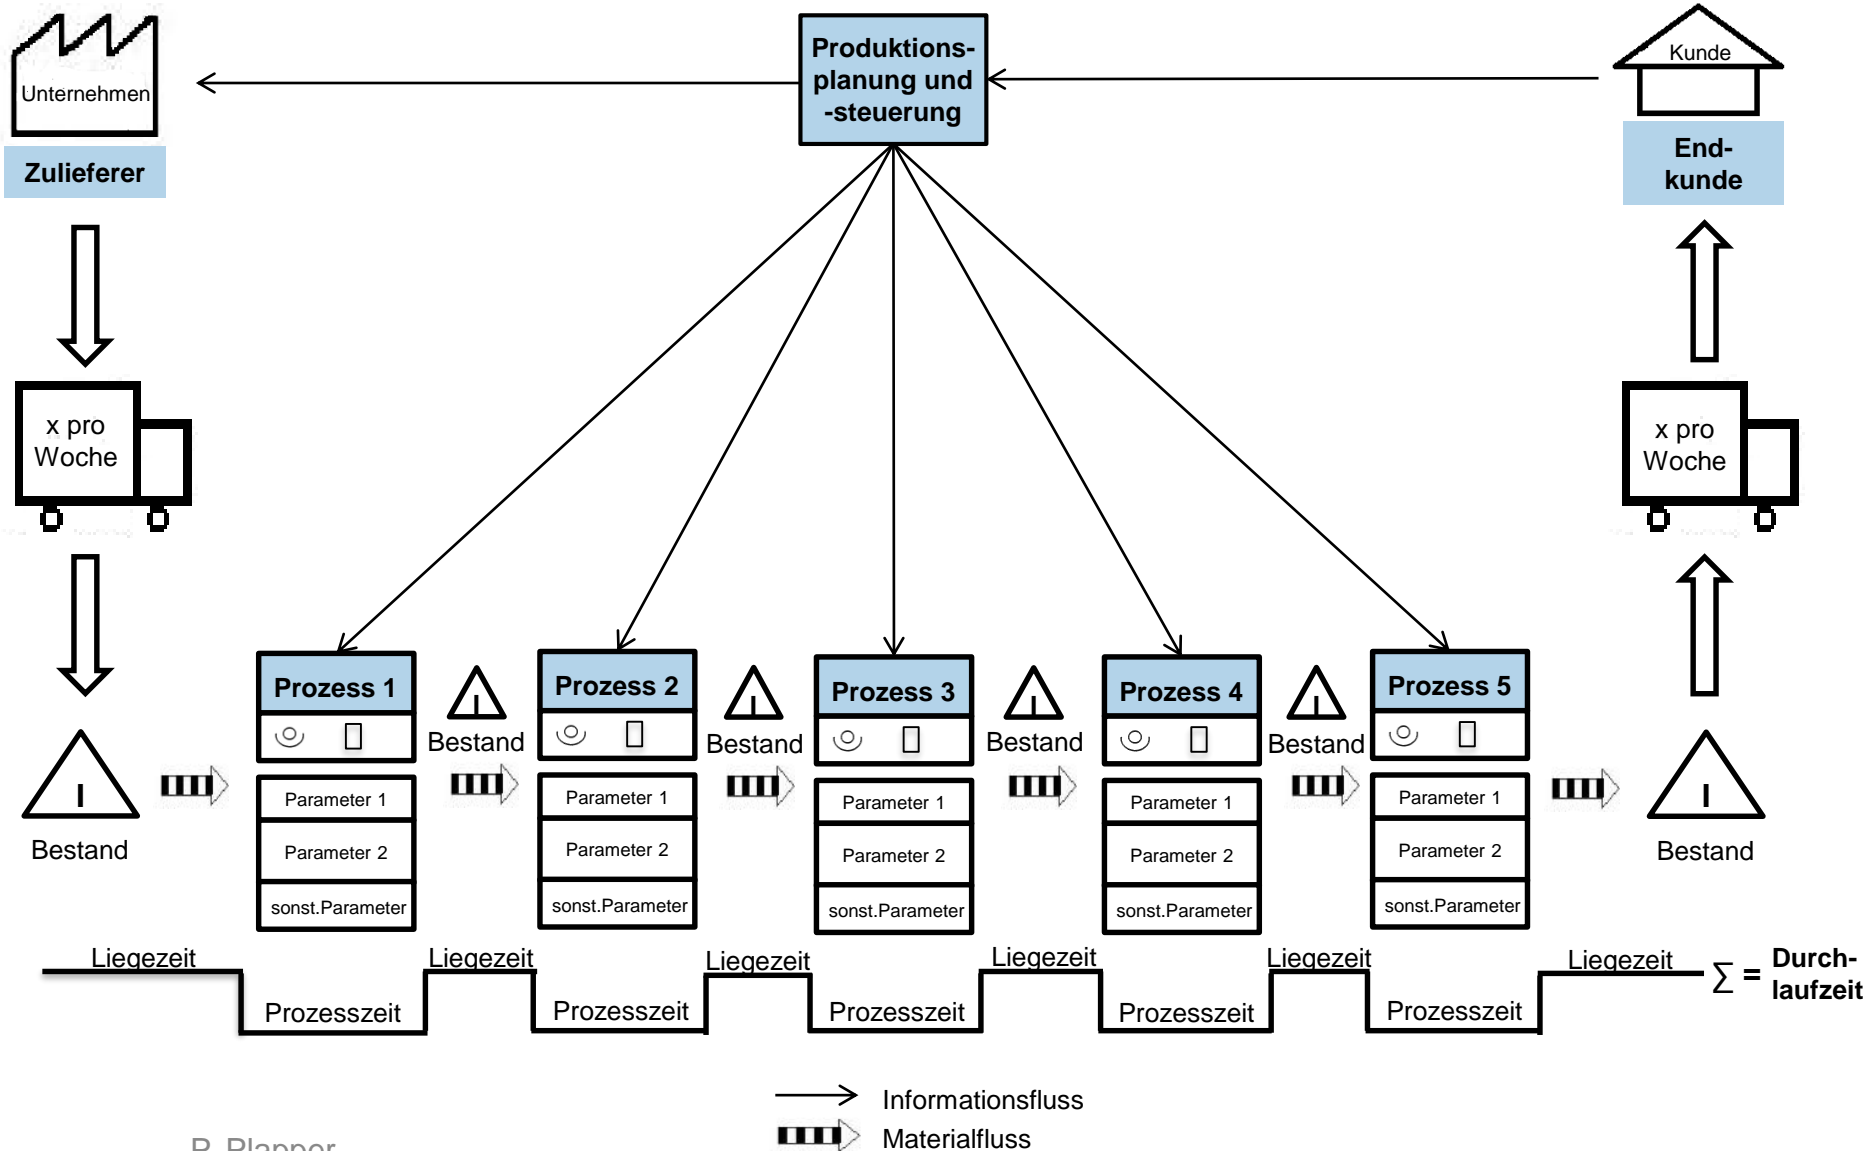 Unternehmen
Zulieferer
Produktions-
planung und
-steuerung
Kunde
End-
kunde
x pro
Woche
x pro
Woche
Prozess 1
Prozess 2
Prozess 3
Prozess 4
Prozess 5
I
I
I
I
Bestand
Bestand
Bestand
Bestand
I
Bestand
I
Bestand
Parameter 1
Parameter 2
sonst.Parameter
Parameter 1
Parameter 2
sonst.Parameter
Parameter 1
Parameter 2
sonst.Parameter
Parameter 1
Parameter 2
sonst.Parameter
Parameter 1
Parameter 2
sonst.Parameter
Liegezeit
Liegezeit
Liegezeit
Liegezeit
Liegezeit
Liegezeit
∑ = Durch-
laufzeit
Prozesszeit
Prozesszeit
Prozesszeit
Prozesszeit
Prozesszeit
Informationsfluss
Materialfluss
P. Plapper